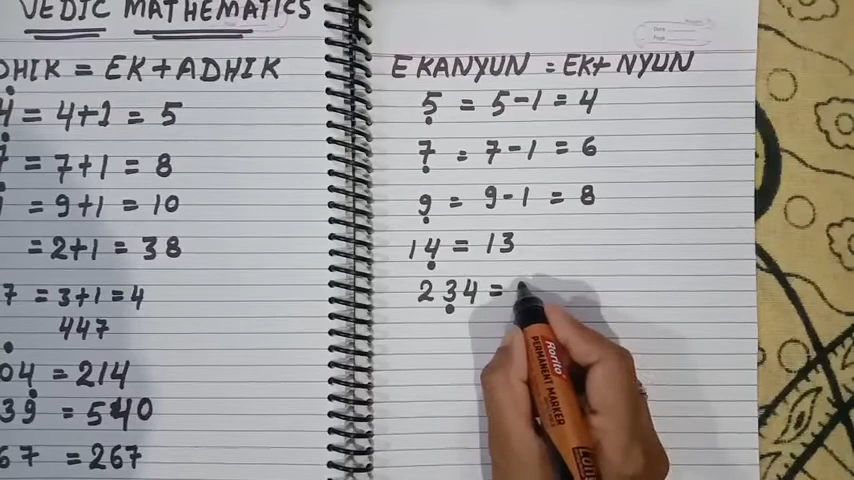 VEDIC MATHEMATICS
DHIK = EK + ADHIK
4 = 4+1 = 5
7 = 7+1 = 8
= 9+1 = 10
= 2+1 = 38
7 = 3+1 = 4
447
04 = 214
39 = 540
67 = 267
EKANYUN = EK+ NYUN
5 = 5-1 = 4
7 = 7-1 = 6
9 = 9-1 = 8
14 = 13
234 =
Rorito
PERMANENT MARKER